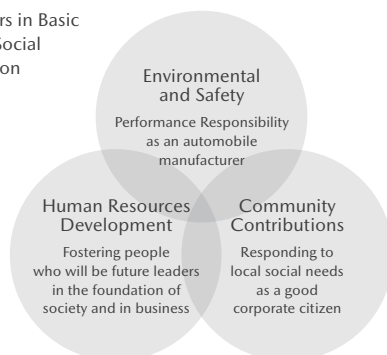 rs in Basic
Social
on
Environmental
and Safety
Performance Responsibility
as an automobile
manufacturer
Human Resources
Development
Fostering people
who will be future leaders
in the foundation of
society and in business
Community
Contributions
Responding to
local social needs
as a good
corporate citizen